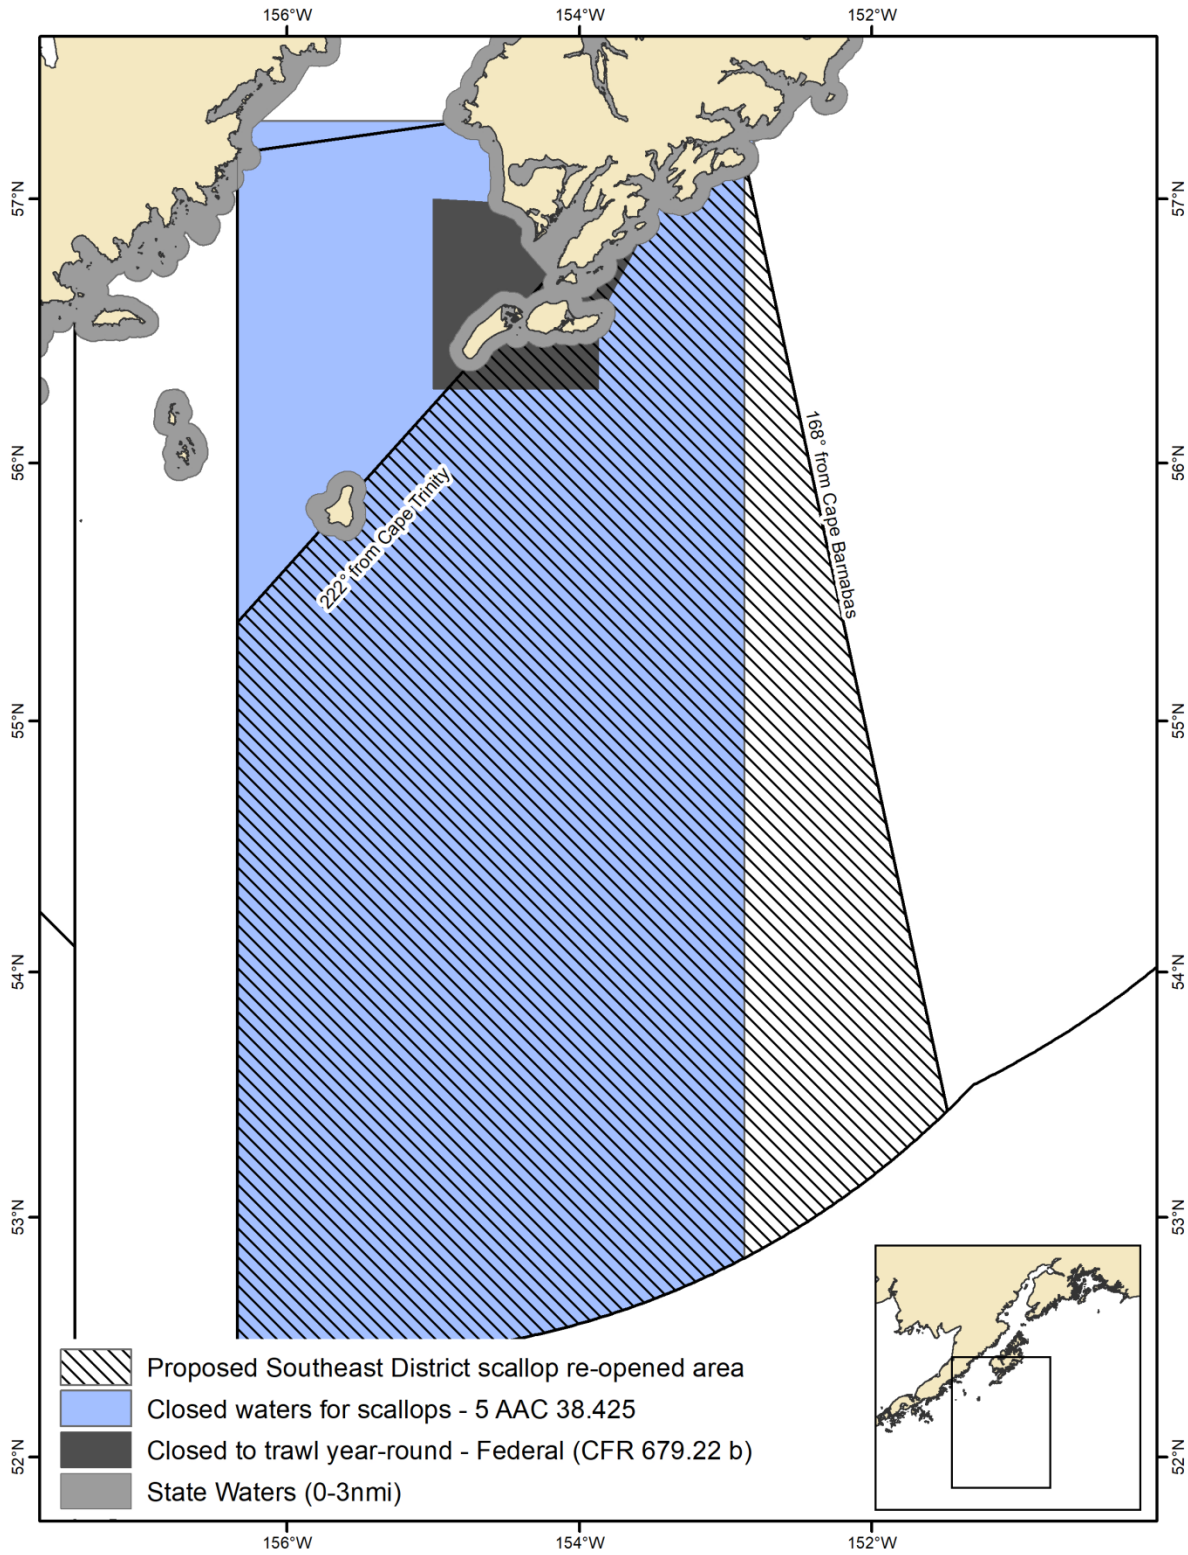 156°W 154°W 152°W
57°N 57°N
56°N 56°N
168° from Cape Barnabas
222° from Cape Trinity
55°N 55°N
54°N 54°N
53°N 53°N
Proposed Southeast District scallop re-opened area
Closed waters for scallops - 5 AAC 38.425
Closed to trawl year-round - Federal (CFR 679.22 b)
52°N 52°N
State Waters (0-3nmi)
156°W 154°W 152°W